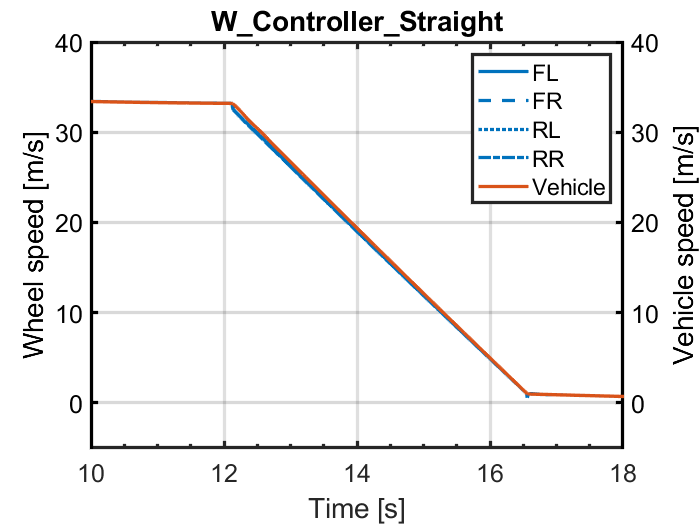 W_Controller_Straight
40
30
20
10
0
Wheel speed [m/s]
FL
FR
RL
RR
Vehicle
40
30
20
10
0
Vehicle speed [m/s]
10 12 14 16 18
Time [s]